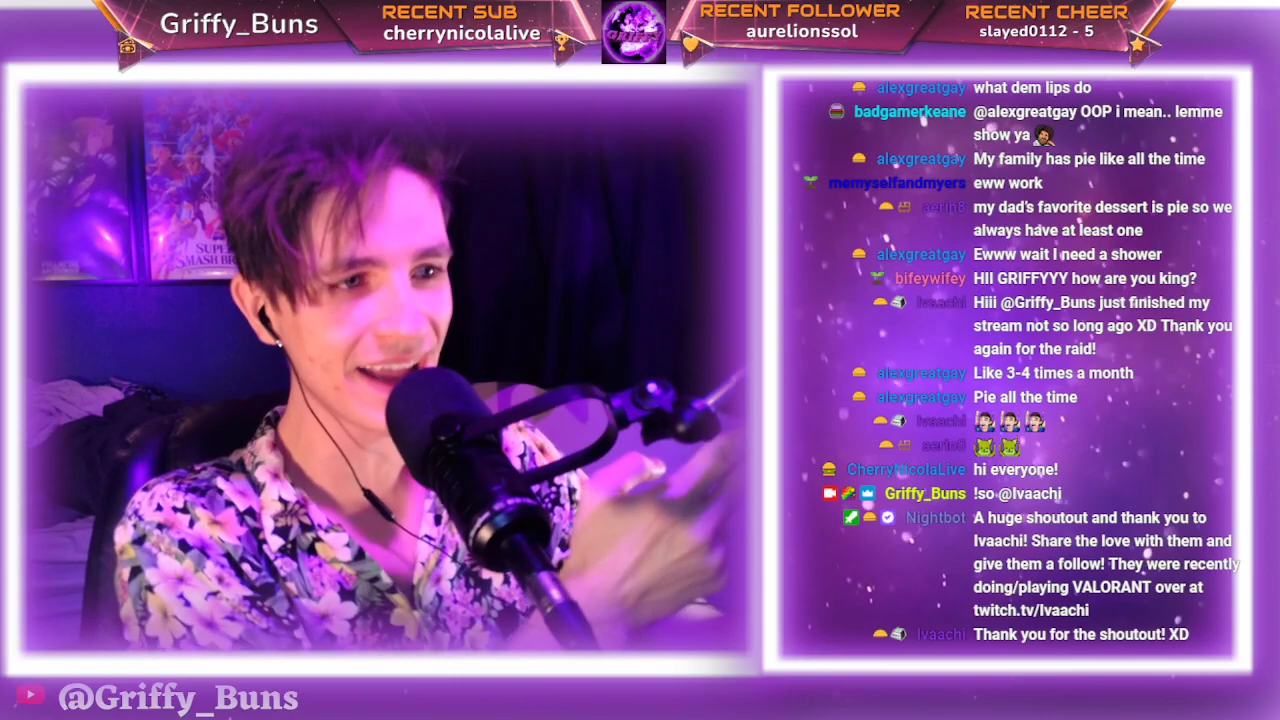 Griffy_Buns
RECENT SUB
cherrynicolalive
GRIFFY
RECENT FOLLOWER
aurelionssol
RECENT CHEER
slayed0112 - 5
SUPER
SMASH BR
alexgreatgay what dem lips do
badgamerkeane @alexgreatgay OOP i mean.. lemme
show ya
alexgreatgay My family has pie like all the time
memyselfandmyers eww work
my dad's favorite dessert is pie so we
always have at least one
alexgreatgay Ewww wait I need a shower
bifeywifey HII GRIFFYYY how are you king?
lvaachi Hiii @Griffy_Buns just finished my
stream not so long ago XD Thank you
again for the raid!
alexgreatgay Like 3-4 times a month
alexgreatgay Pie all the time
lvaachi
CherryNicolaLive hi everyone!
Griffy_Buns !so @lvaachi
Nightbot A huge shoutout and thank you to
lvaachi! Share the love with them and
give them a follow! They were recently
doing/playing VALORANT over at
twitch.tv/lvaachi
lvaachi Thank you for the shoutout! XD
@Griffy_Buns